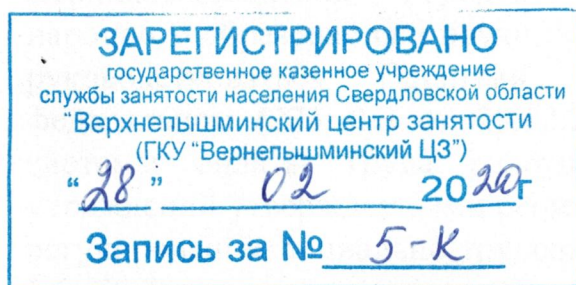 ЗАРЕГИСТРИРОВАНО
государственное казенное учреждение
службы занятости населения Свердловской области
"Верхнепышминский центр занятости
(ГКУ "Вернепышминский ЦЗ")
"28" 02 2020г
Запись за № 5-К